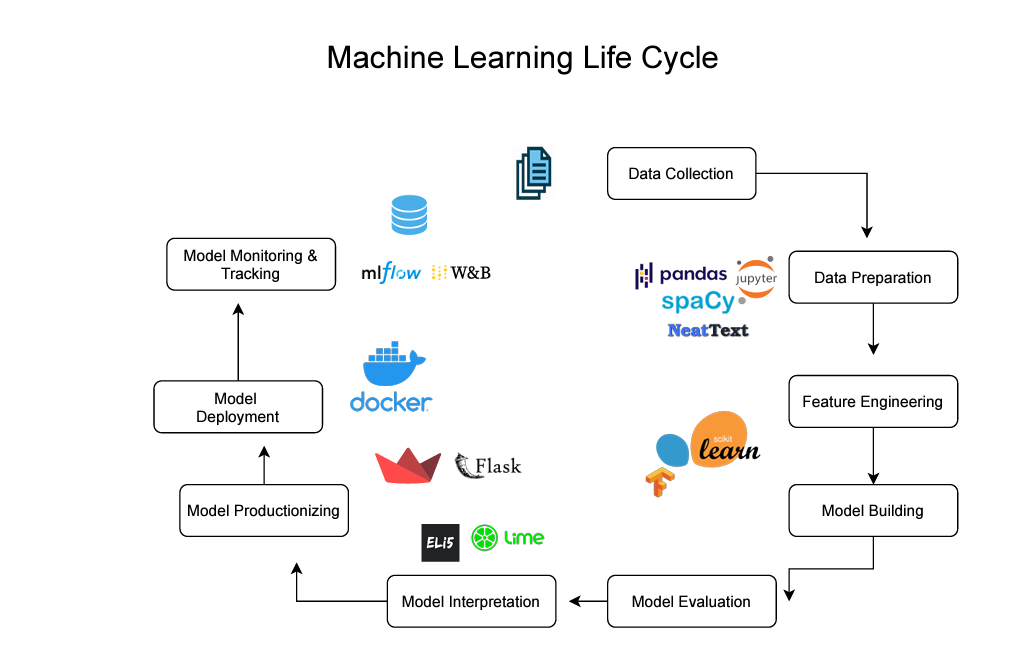 Machine Learning Life Cycle
Data Collection
Model Monitoring &
Tracking
mlflow
W&B
pandas
jupyter
spaCy
NeatText
Data Preparation
docker
Model
Deployment
Feature Engineering
scikit
learn
Flask
Model Productionizing
Model Building
ELi5
Lime
Model Interpretation
Model Evaluation